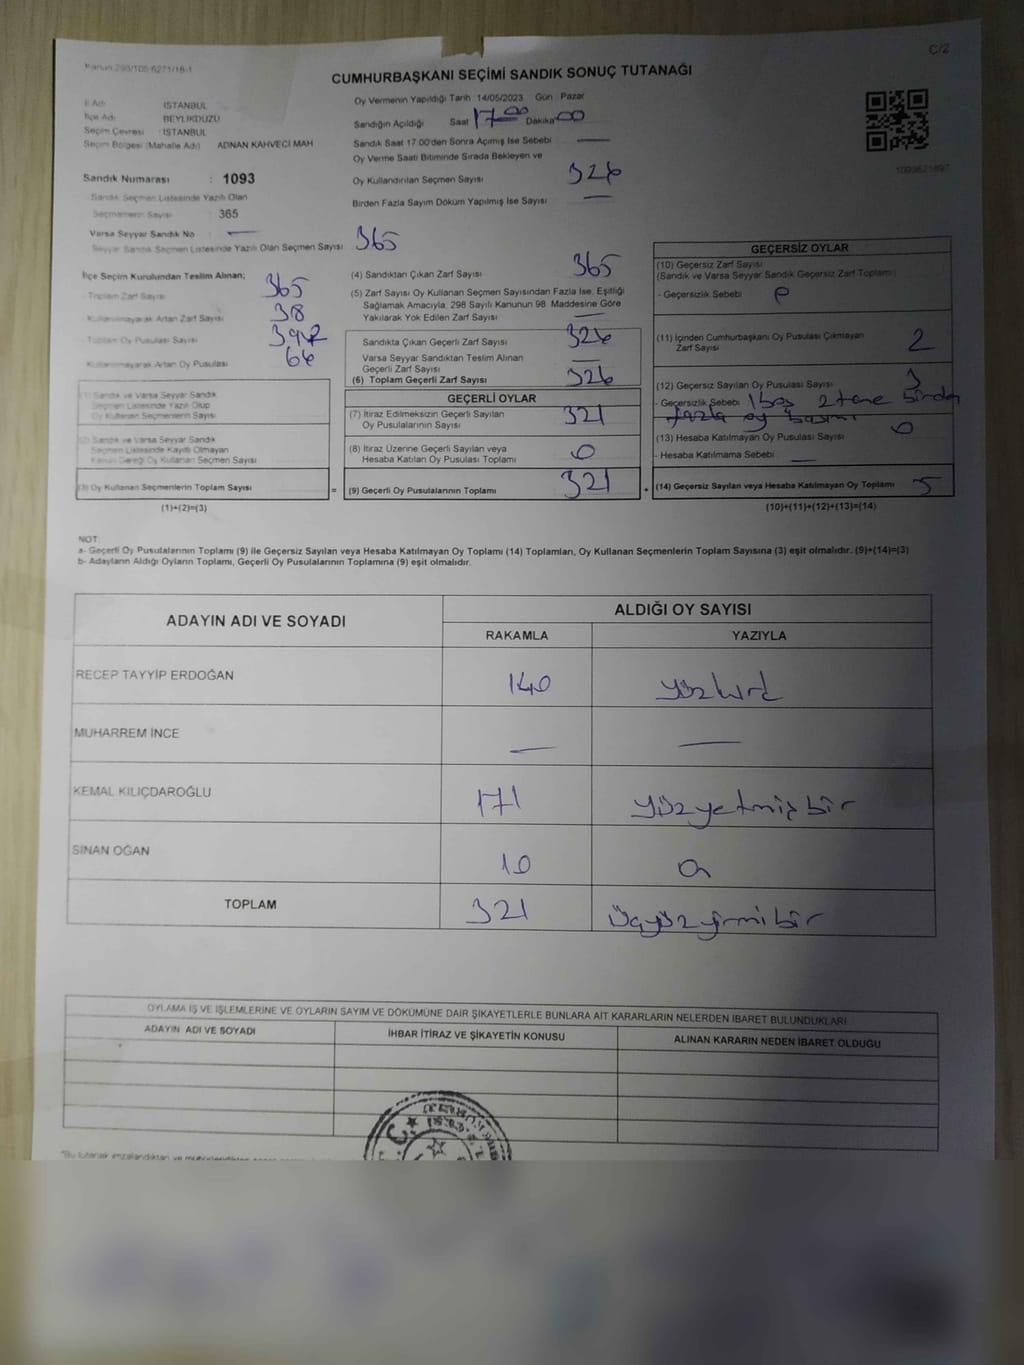 C/2
CUMHURBAŞKANI SEÇİMİ SANDIK SONUÇ TUTANAĞI
İl Adı : İSTANBUL
İlçe Adı : BEYLİKDÜZÜ
Seçim Çevresi : İSTANBUL
Seçim Bölgesi (Mahalle Adı) ADNAN KAHVECİ MAH
Sandık Numarası : 1093
Sandık Seçmen Listesinde Yazılı Olan
Seçmenlerin Sayısı : 365
Varsa Seyyar Sandık No : —
Seyyar Sandık Seçmen Listesinde Yazılı Olan Seçmen Sayısı 365
Oy Vermenin Yapıldığı Tarih 14/05/2023 Gün Pazar
Sandığın Açıldığı Saat 17:00 Dakika 00
Sandık Saat 17:00'den Sonra Açımış İse Sebebi —
Oy Verme Saati Bitiminde Sırada Bekleyen ve
Oy Kullandırılan Seçmen Sayısı 326
Birden Fazla Sayım Döküm Yapılmış İse Sayısı —
İlçe Seçim Kurulundan Teslim Alınan;
- Toplam Zarf Sayısı 365
Kullanılmayarak Artan Zarf Sayısı 38
- Toplam Oy Pusulası Sayısı
Kullanılmayarak Artan Oy Pusulası 66
(1) Sandık ve Varsa Seyyar Sandık
Seçmen Listesinde Yazılı Olup
Oy Kullanan Seçmenlerin Sayısı
(2) Sandık ve Varsa Seyyar Sandık
Seçmen Listesinde Kayıtlı Olmayan
Kanun Gereği Oy Kullanan Seçmen Sayısı
(3) Oy Kullanan Seçmenlerin Toplam Sayısı =
(1)+(2)=(3)
(4) Sandıktan Çıkan Zarf Sayısı 365
(5) Zarf Sayısı Oy Kullanan Seçmen Sayısından Fazla İse, Eşitliği
Sağlamak Amacıyla, 298 Sayılı Kanunun 98. Maddesine Göre
Yakılarak Yok Edilen Zarf Sayısı —
Sandıkta Çıkan Geçerli Zarf Sayısı 326
Varsa Seyyar Sandıktan Teslim Alınan
Geçerli Zarf Sayısı —
(6) Toplam Geçerli Zarf Sayısı 326
GEÇERLİ OYLAR
(7) İtiraz Edilmeksizin Geçerli Sayılan
Oy Pusulalarının Sayısı 321
(8) İtiraz Üzerine Geçerli Sayılan veya
Hesaba Katılan Oy Pusulası Toplamı 0
(9) Geçerli Oy Pusulalarının Toplamı 321 +
GEÇERSİZ OYLAR
(10) Geçersiz Zarf Sayısı
(Sandık ve Varsa Seyyar Sandık Geçersiz Zarf Toplamı)
- Geçersizlik Sebebi
(11) İçinden Cumhurbaşkanı Oy Pusulası Çıkmayan
Zarf Sayısı 2
(12) Geçersiz Sayılan Oy Pusulası Sayısı 3
- Geçersizlik Sebebi 1 boş 2 tane birden
fazla oy basımı
(13) Hesaba Katılmayan Oy Pusulası Sayısı 0
- Hesaba Katılmama Sebebi —
(14) Geçersiz Sayılan veya Hesaba Katılmayan Oy Toplamı 5
(10)+(11)+(12)+(13)=(14)
NOT:
a- Geçerli Oy Pusulalarının Toplamı (9) ile Geçersiz Sayılan veya Hesaba Katılmayan Oy Toplamı (14) Toplamları, Oy Kullanan Seçmenlerin Toplam Sayısına (3) eşit olmalıdır. (9)+(14)=(3)
b- Adayların Aldığı Oyların Toplamı, Geçerli Oy Pusulalarının Toplamına (9) eşit olmalıdır.
ADAYIN ADI VE SOYADI ALDIĞI OY SAYISI
RAKAMLA YAZIYLA
RECEP TAYYİP ERDOĞAN 140 yüzkırk
MUHARREM İNCE — —
KEMAL KILIÇDAROĞLU 171 yüzyetmişbir
SİNAN OĞAN 10 on
TOPLAM 321 üçyüzyirmibir
OYLAMA İŞ VE İŞLEMLERİNE VE OYLARIN SAYIM VE DÖKÜMÜNE DAİR ŞİKAYETLERLE BUNLARA AİT KARARLARIN NELERDEN İBARET BULUNDUKLARI
ADAYIN ADI VE SOYADI İHBAR İTİRAZ VE ŞİKAYETİN KONUSU ALINAN KARARIN NEDEN İBARET OLDUĞU
T.C.